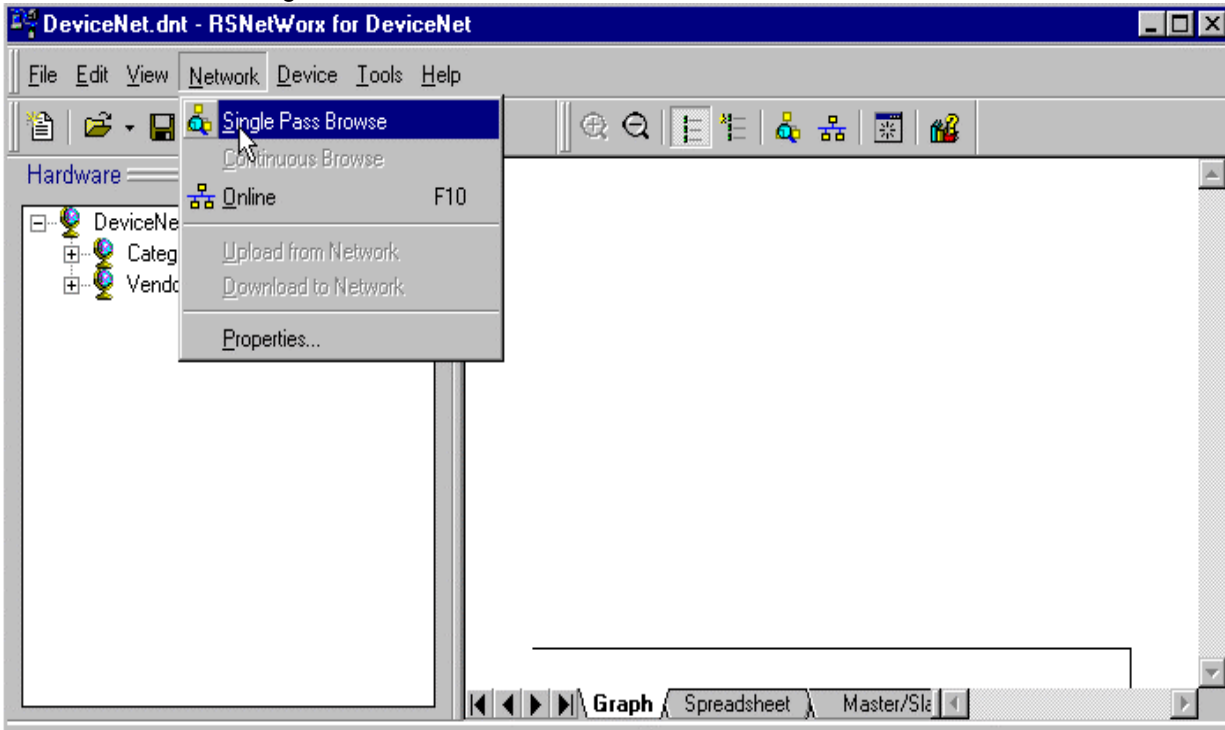 DeviceNet.dnt - RSNetWorx for DeviceNet
File Edit View Network Device Tools Help
Single Pass Browse
Hardware
Continuous Browse
Online F10
DeviceNe
Categ
Upload from Network
Vendo
Download to Network
Properties...
Graph Spreadsheet Master/Sla